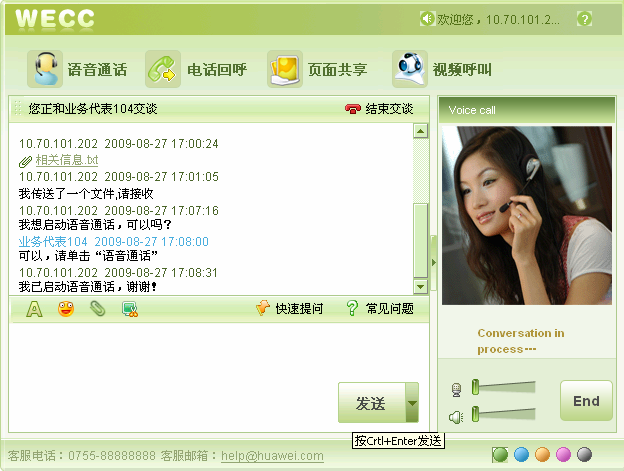 WECC
欢迎您，10.70.101.2... ?
语音通话 电话回呼 页面共享 视频呼叫
您正和业务代表104交谈 结束交谈
Voice call
10.70.101.202 2009-08-27 17:00:24
相关信息.txt
10.70.101.202 2009-08-27 17:01:05
我传送了一个文件,请接收
10.70.101.202 2009-08-27 17:07:16
我想启动语音通话，可以吗?
业务代表104 2009-08-27 17:08:00
可以，请单击“语音通话”
10.70.101.202 2009-08-27 17:08:31
我已启动语音通话，谢谢!
A 快速提问 ? 常见问题
Conversation in
process---
发送
End
按Crtl+Enter发送
客服电话：0755-88888888 客服邮箱：help@huawei.com